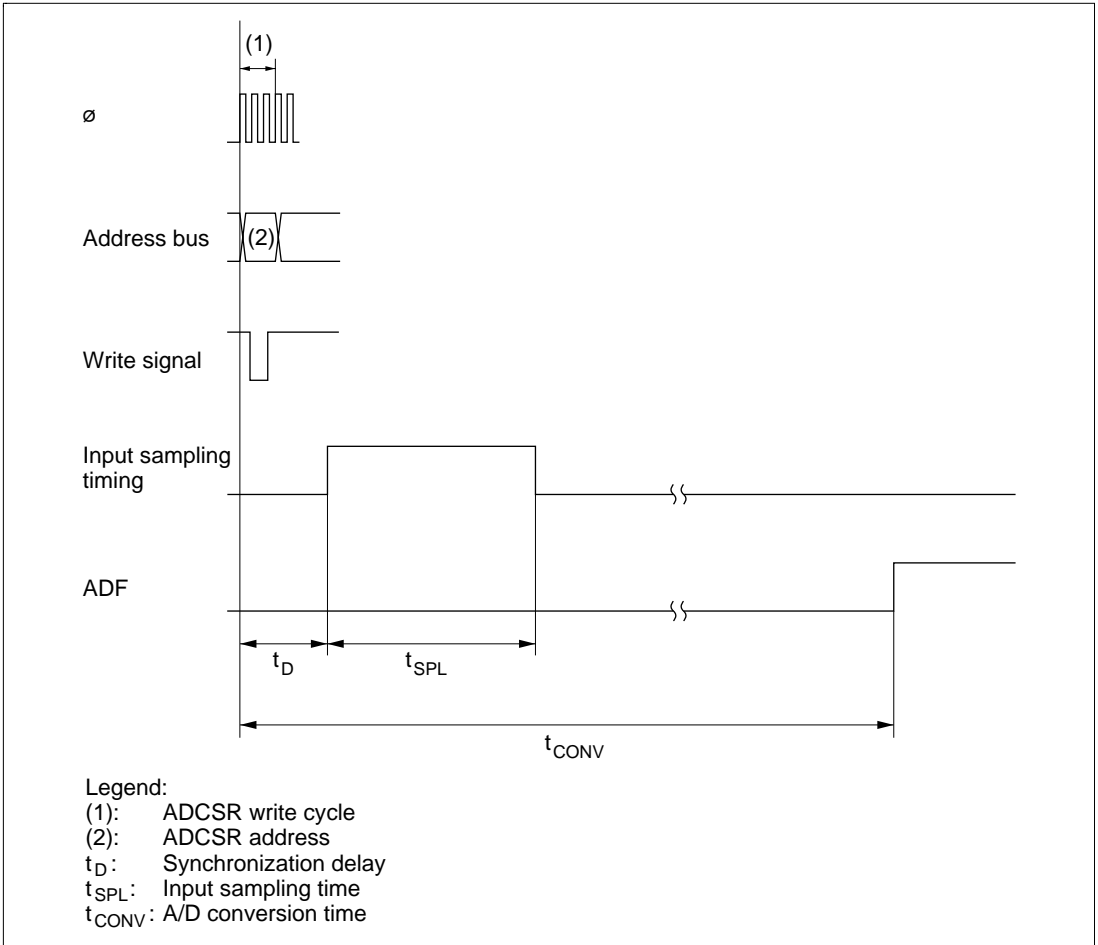 (1)
ø
Address bus
(2)
Write signal
Input sampling
timing
ADF
tD
tSPL
tCONV
Legend:
(1): ADCSR write cycle
(2): ADCSR address
tD: Synchronization delay
tSPL: Input sampling time
tCONV: A/D conversion time